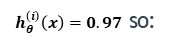 h_θ^(i)(x) = 0.97 so: